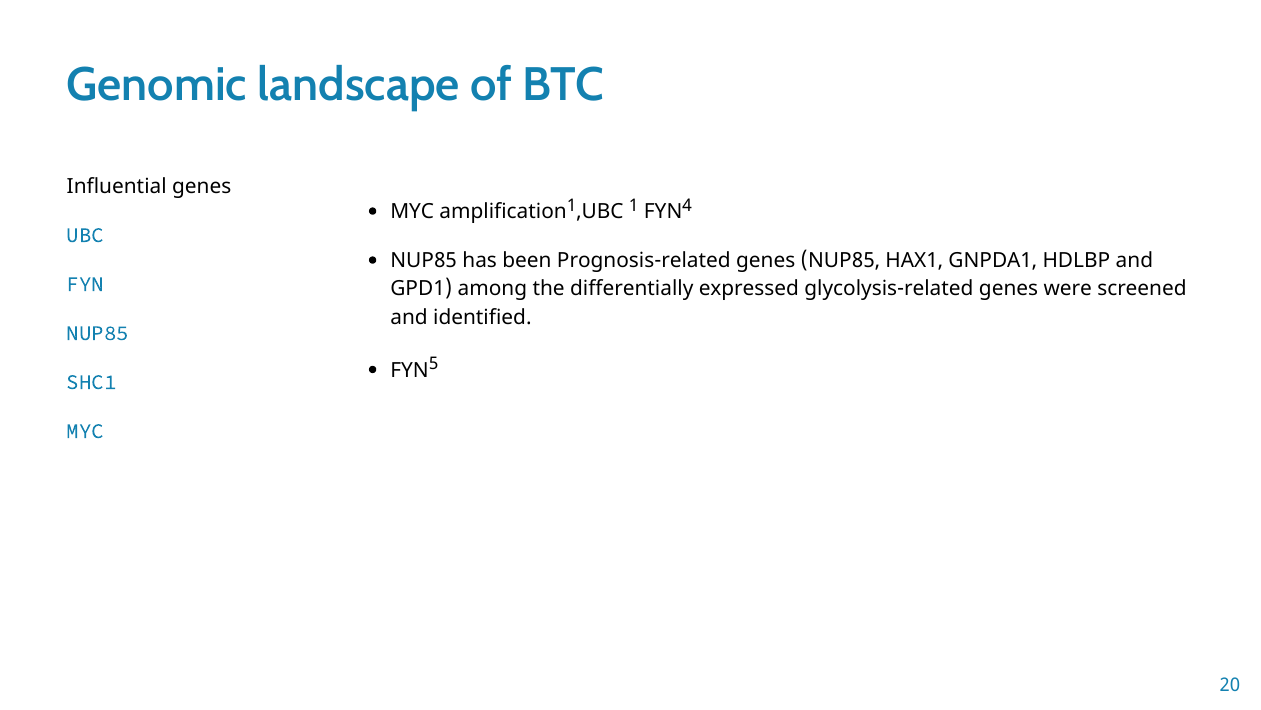 Genomic landscape of BTC
Influential genes
UBC
FYN
NUP85
SHC1
MYC
• MYC amplification¹,UBC ¹ FYN⁴
• NUP85 has been Prognosis-related genes (NUP85, HAX1, GNPDA1, HDLBP and
GPD1) among the differentially expressed glycolysis-related genes were screened
and identified.
• FYN⁵
20